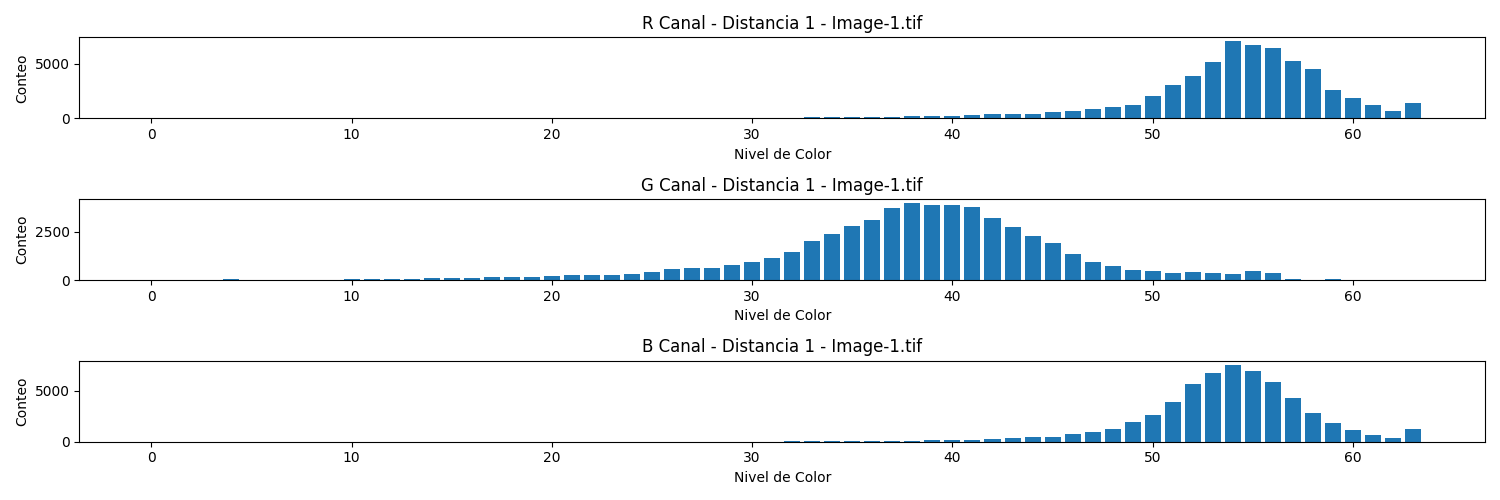 R Canal - Distancia 1 - Image-1.tif
Conteo
5000
0
0 10 20 30 40 50 60
Nivel de Color
G Canal - Distancia 1 - Image-1.tif
Conteo
2500
0
0 10 20 30 40 50 60
Nivel de Color
B Canal - Distancia 1 - Image-1.tif
Conteo
5000
0
0 10 20 30 40 50 60
Nivel de Color